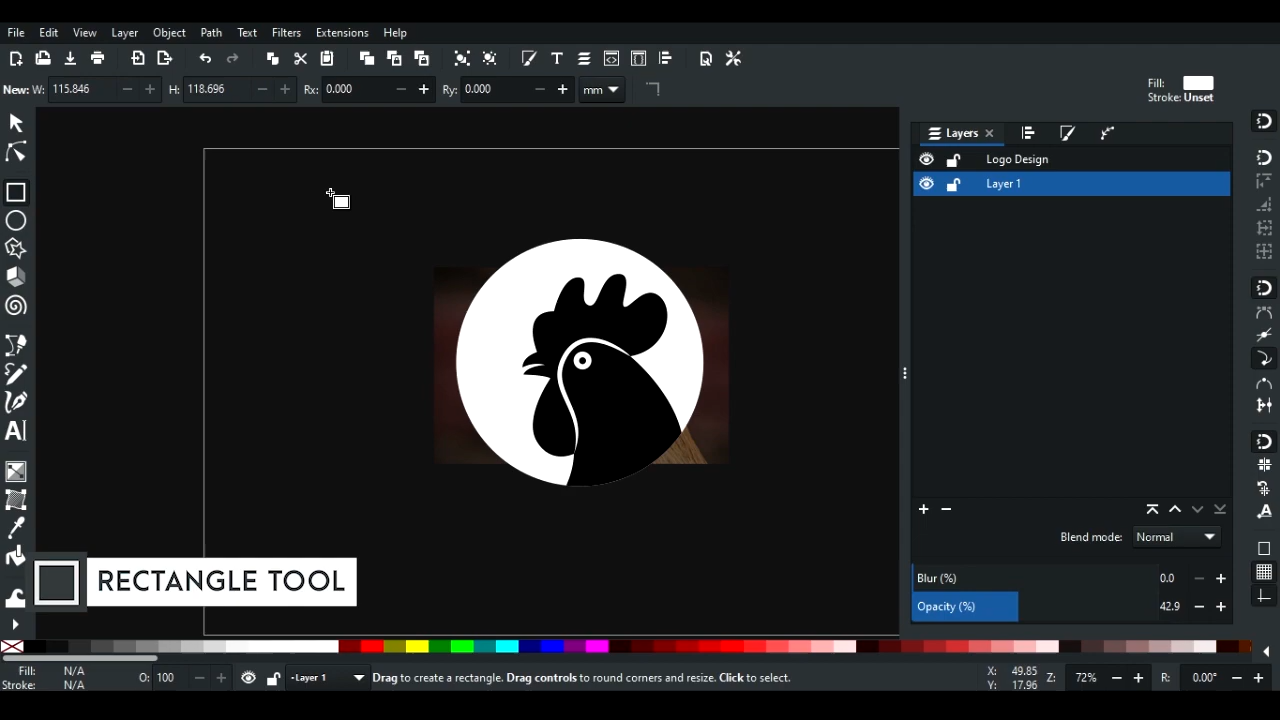 File Edit View Layer Object Path Text Filters Extensions Help
New: W: 115.846 H: 118.696 Rx: 0.000 Ry: 0.000 mm
Fill:
Stroke: Unset
Layers
Logo Design
Layer 1
RECTANGLE TOOL
Blend mode: Normal
Blur (%) 0.0
Opacity (%) 42.9
Fill: N/A
Stroke: N/A
O: 100
Layer 1
Drag to create a rectangle. Drag controls to round corners and resize. Click to select.
X: 49.85
Y: 17.96
Z: 72%
R: 0.00°